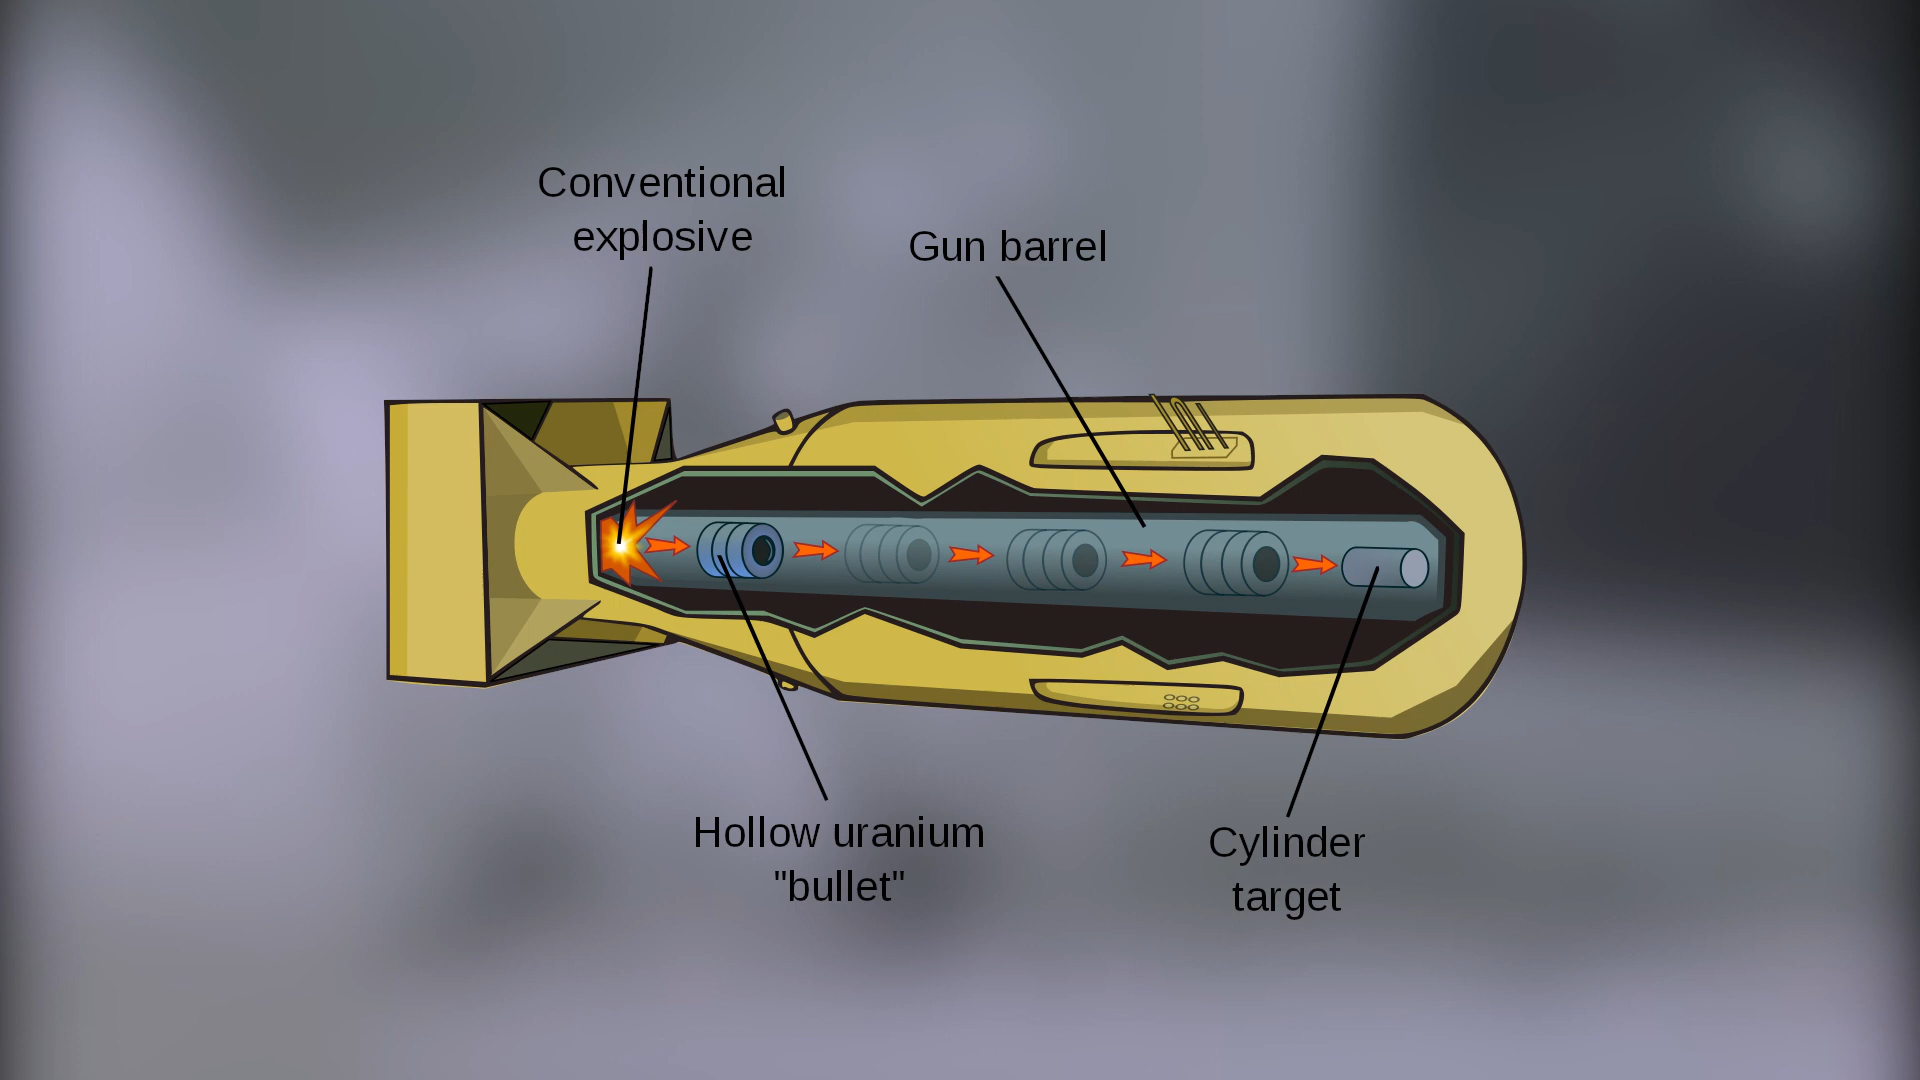 Conventional
explosive
Gun barrel
Hollow uranium
"bullet"
Cylinder
target